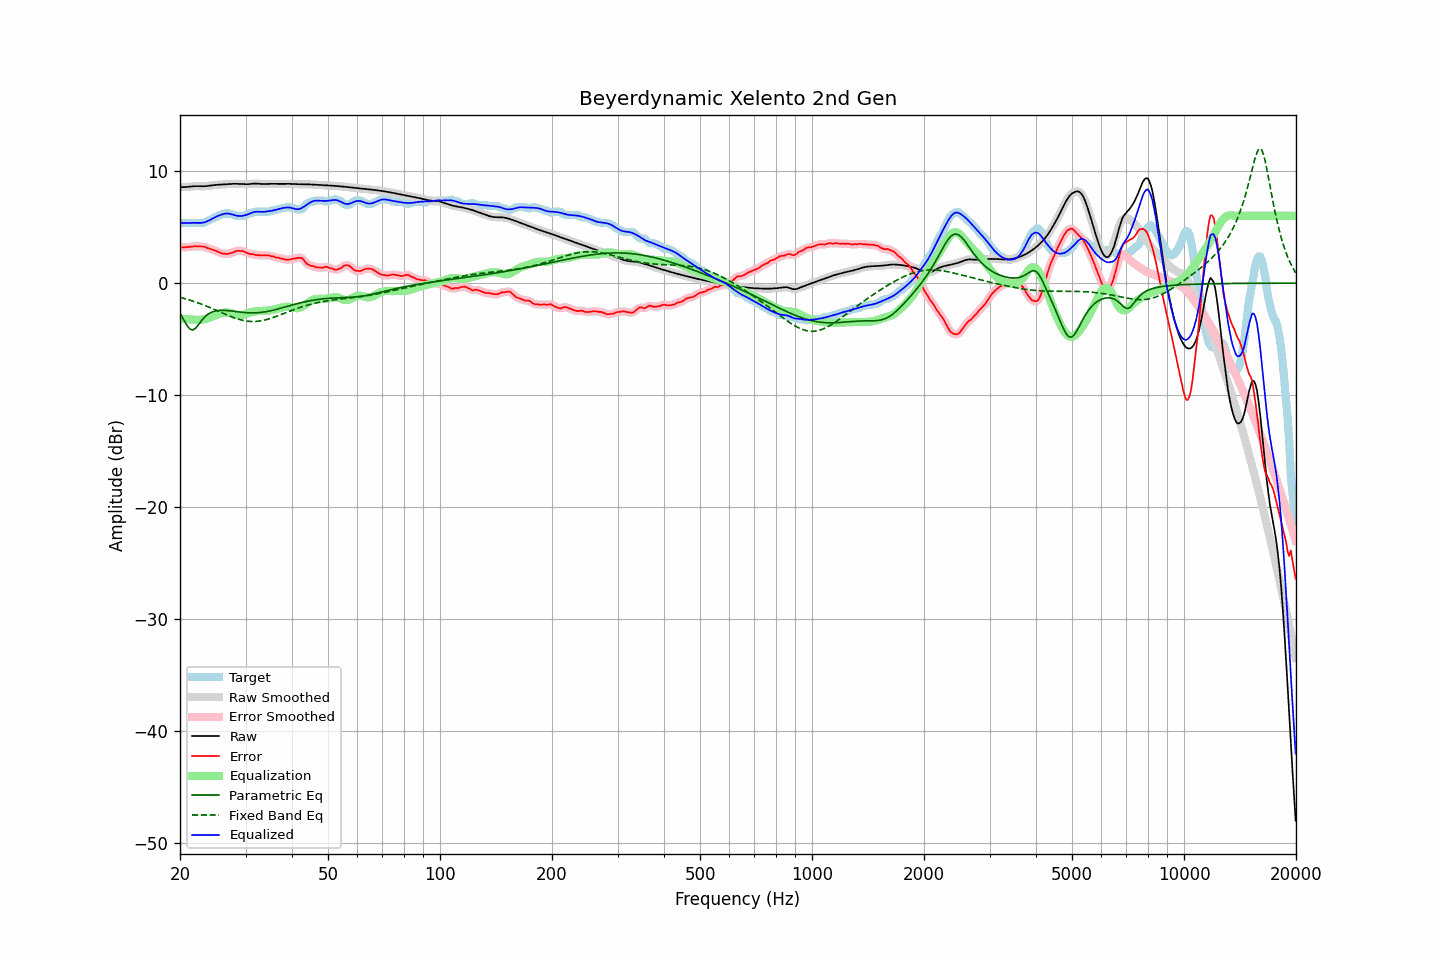 Beyerdynamic Xelento 2nd Gen
Amplitude (dBr)
10
0
−10
−20
−30
−40
−50
Target
Raw Smoothed
Error Smoothed
Raw
Error
Equalization
Parametric Eq
Fixed Band Eq
Equalized
20 50 100 200 500 1000 2000 5000 10000 20000
Frequency (Hz)